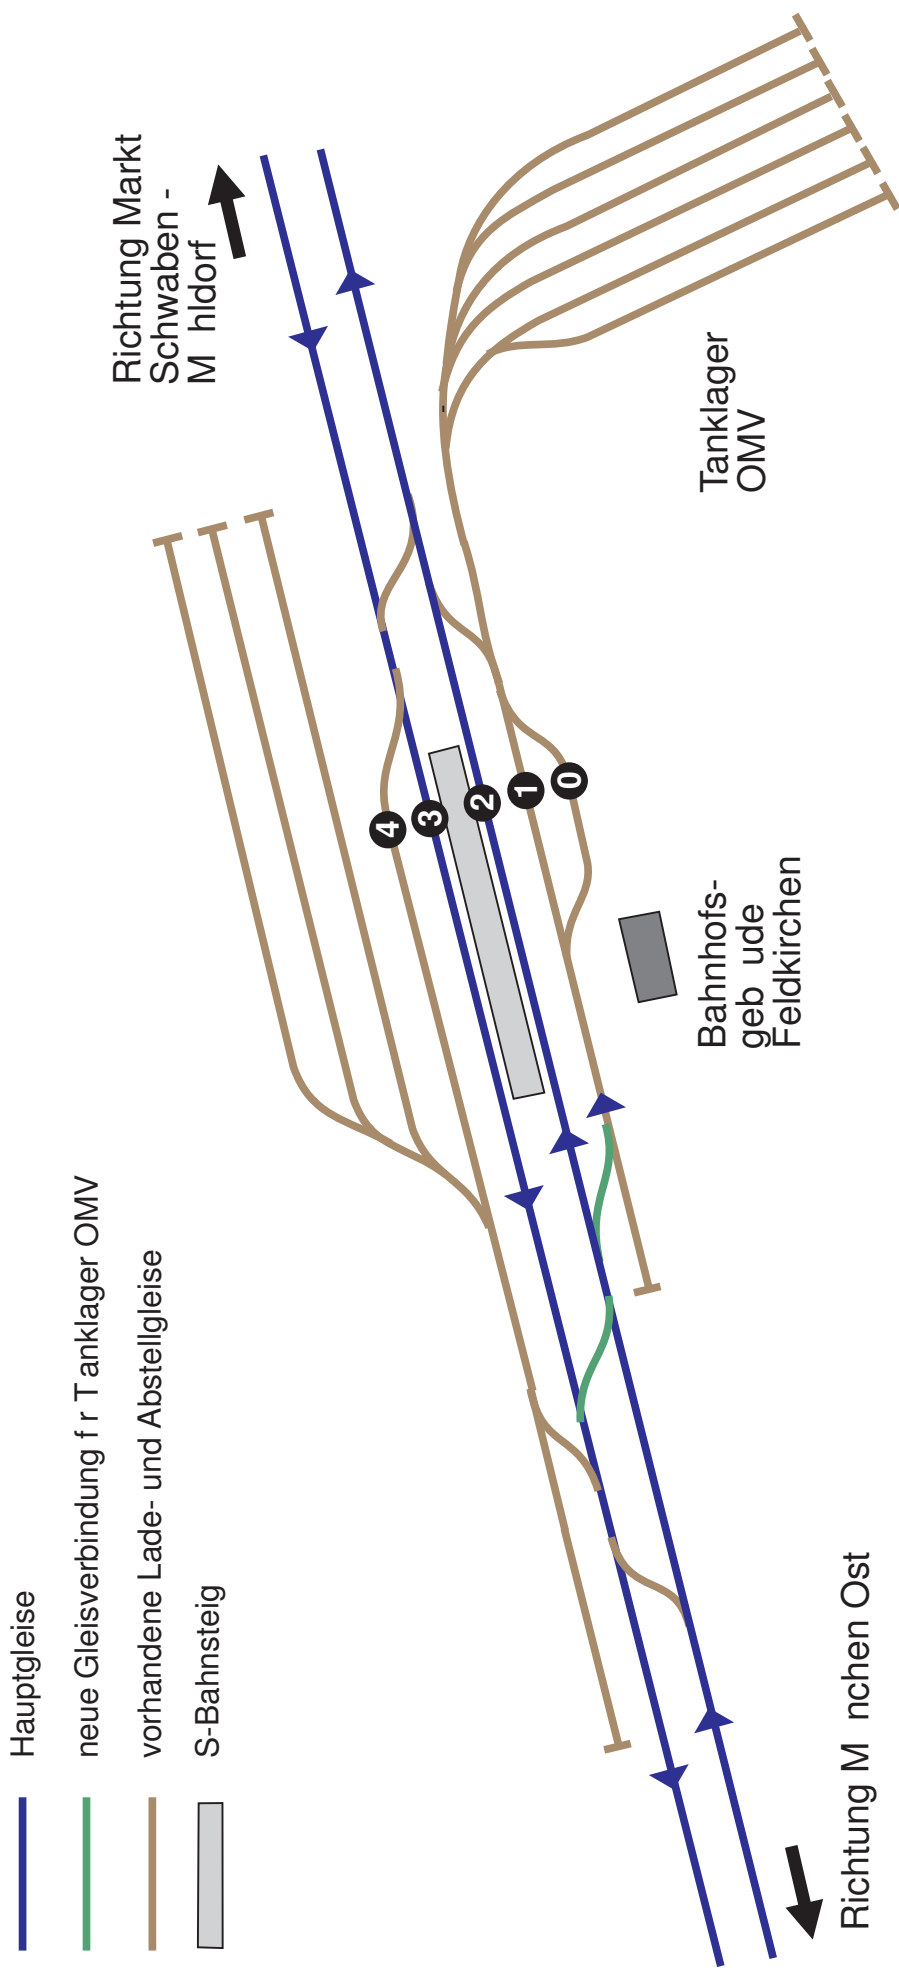 Hauptgleise
neue Gleisverbindung f r Tanklager OMV
vorhandene Lade- und Abstellgleise
S-Bahnsteig
Richtung Markt
Schwaben -
M hldorf
4
3
2
1
0
Tanklager
OMV
Bahnhofs-
geb ude
Feldkirchen
Richtung M nchen Ost